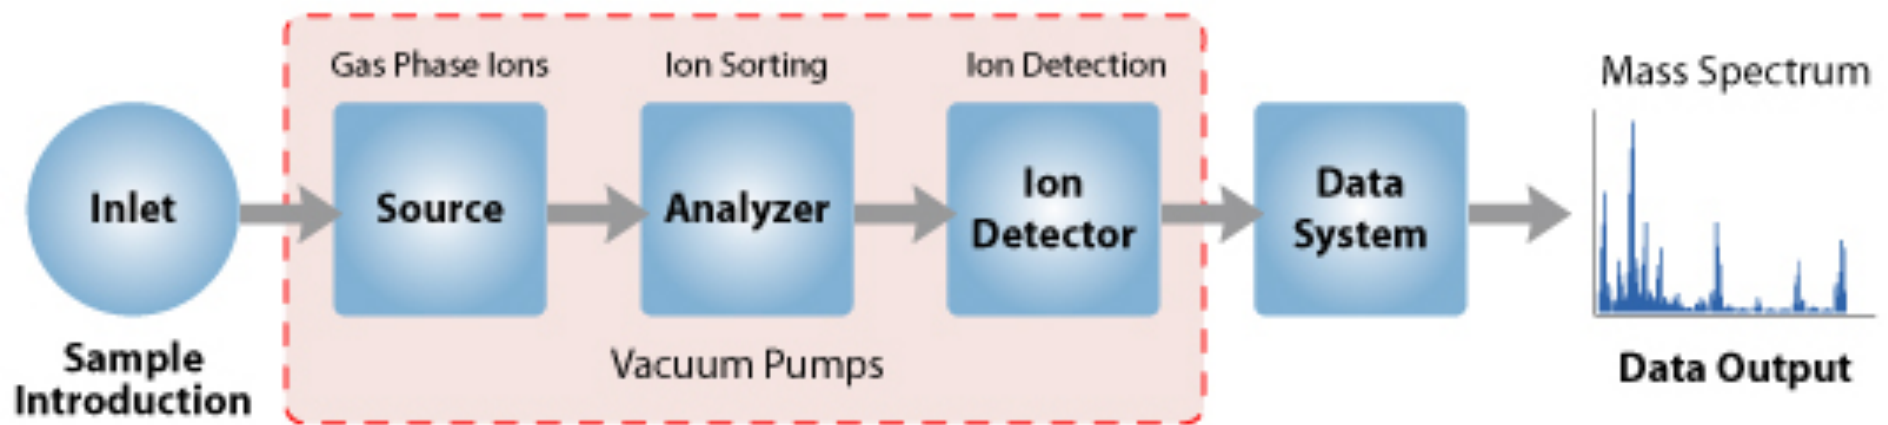 Gas Phase Ions
Ion Sorting
Ion Detection
Mass Spectrum
Inlet
Source
Analyzer
Ion
Detector
Data
System
Sample
Introduction
Vacuum Pumps
Data Output